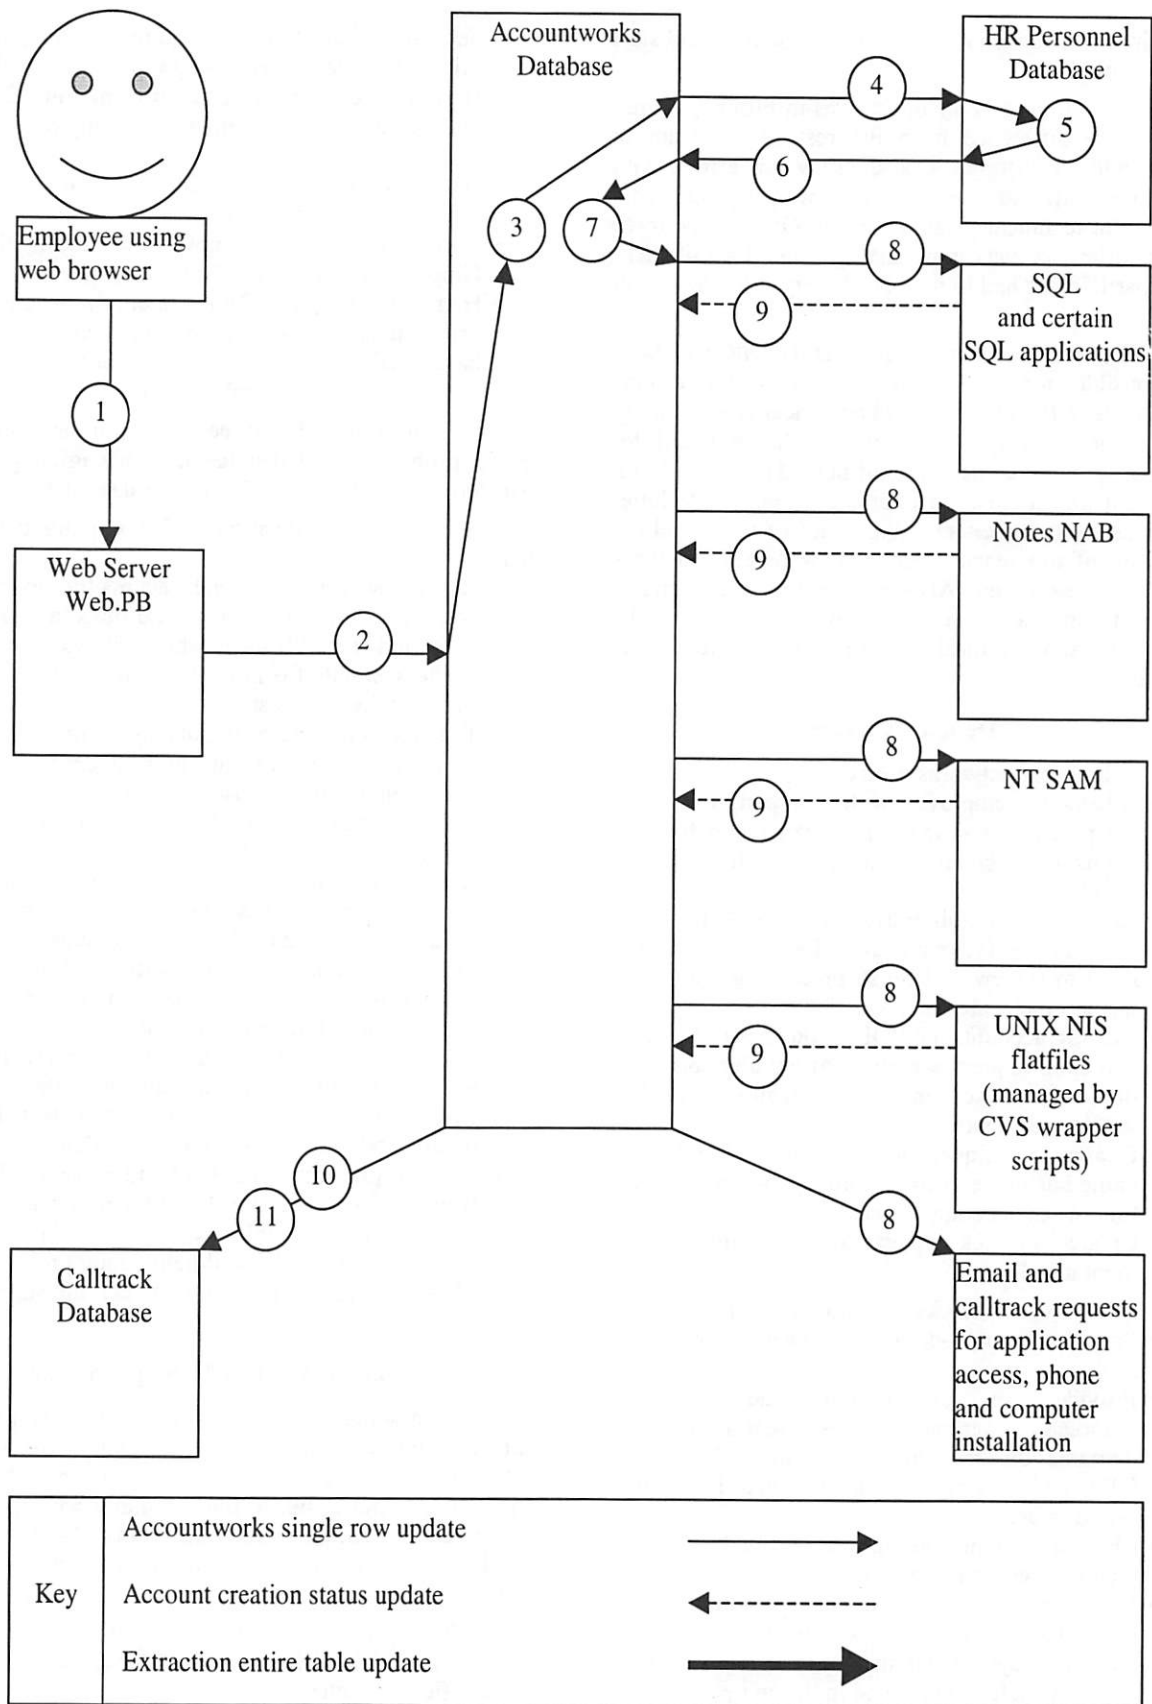 Accountworks
Database
HR Personnel
Database
4
5
6
3
7
Employee using
web browser
8
SQL
and certain
SQL applications
9
1
8
Notes NAB
9
Web Server
Web.PB
2
8
NT SAM
9
8
UNIX NIS
flatfiles
(managed by
CVS wrapper
scripts)
9
10
11
8
Calltrack
Database
Email and
calltrack requests
for application
access, phone
and computer
installation
Key
Accountworks single row update
Account creation status update
Extraction entire table update